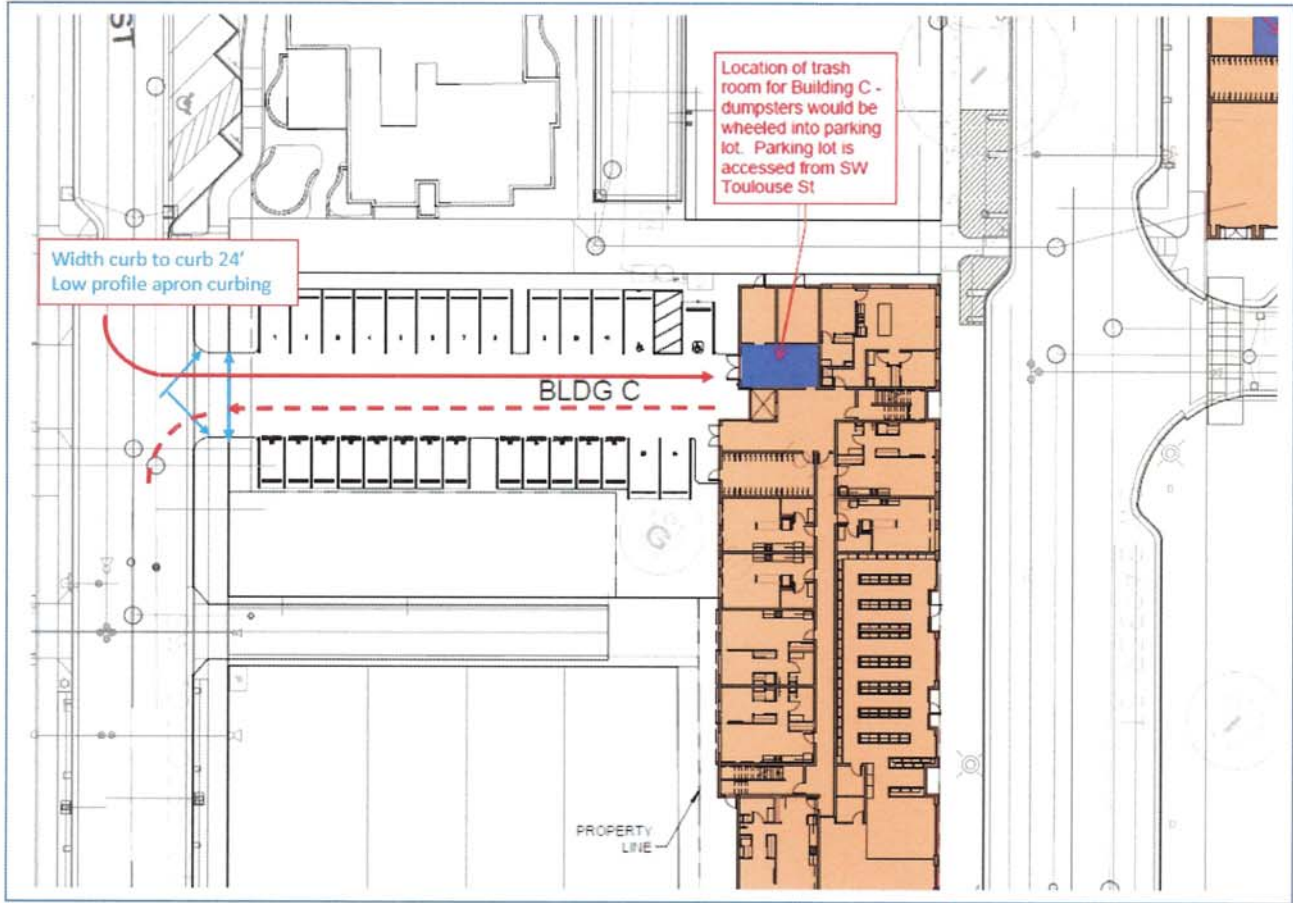 ST
Location of trash
room for Building C -
dumpsters would be
wheeled into parking
lot. Parking lot is
accessed from SW
Toulouse St
Width curb to curb 24'
Low profile apron curbing
BLDG C
G
PROPERTY
LINE